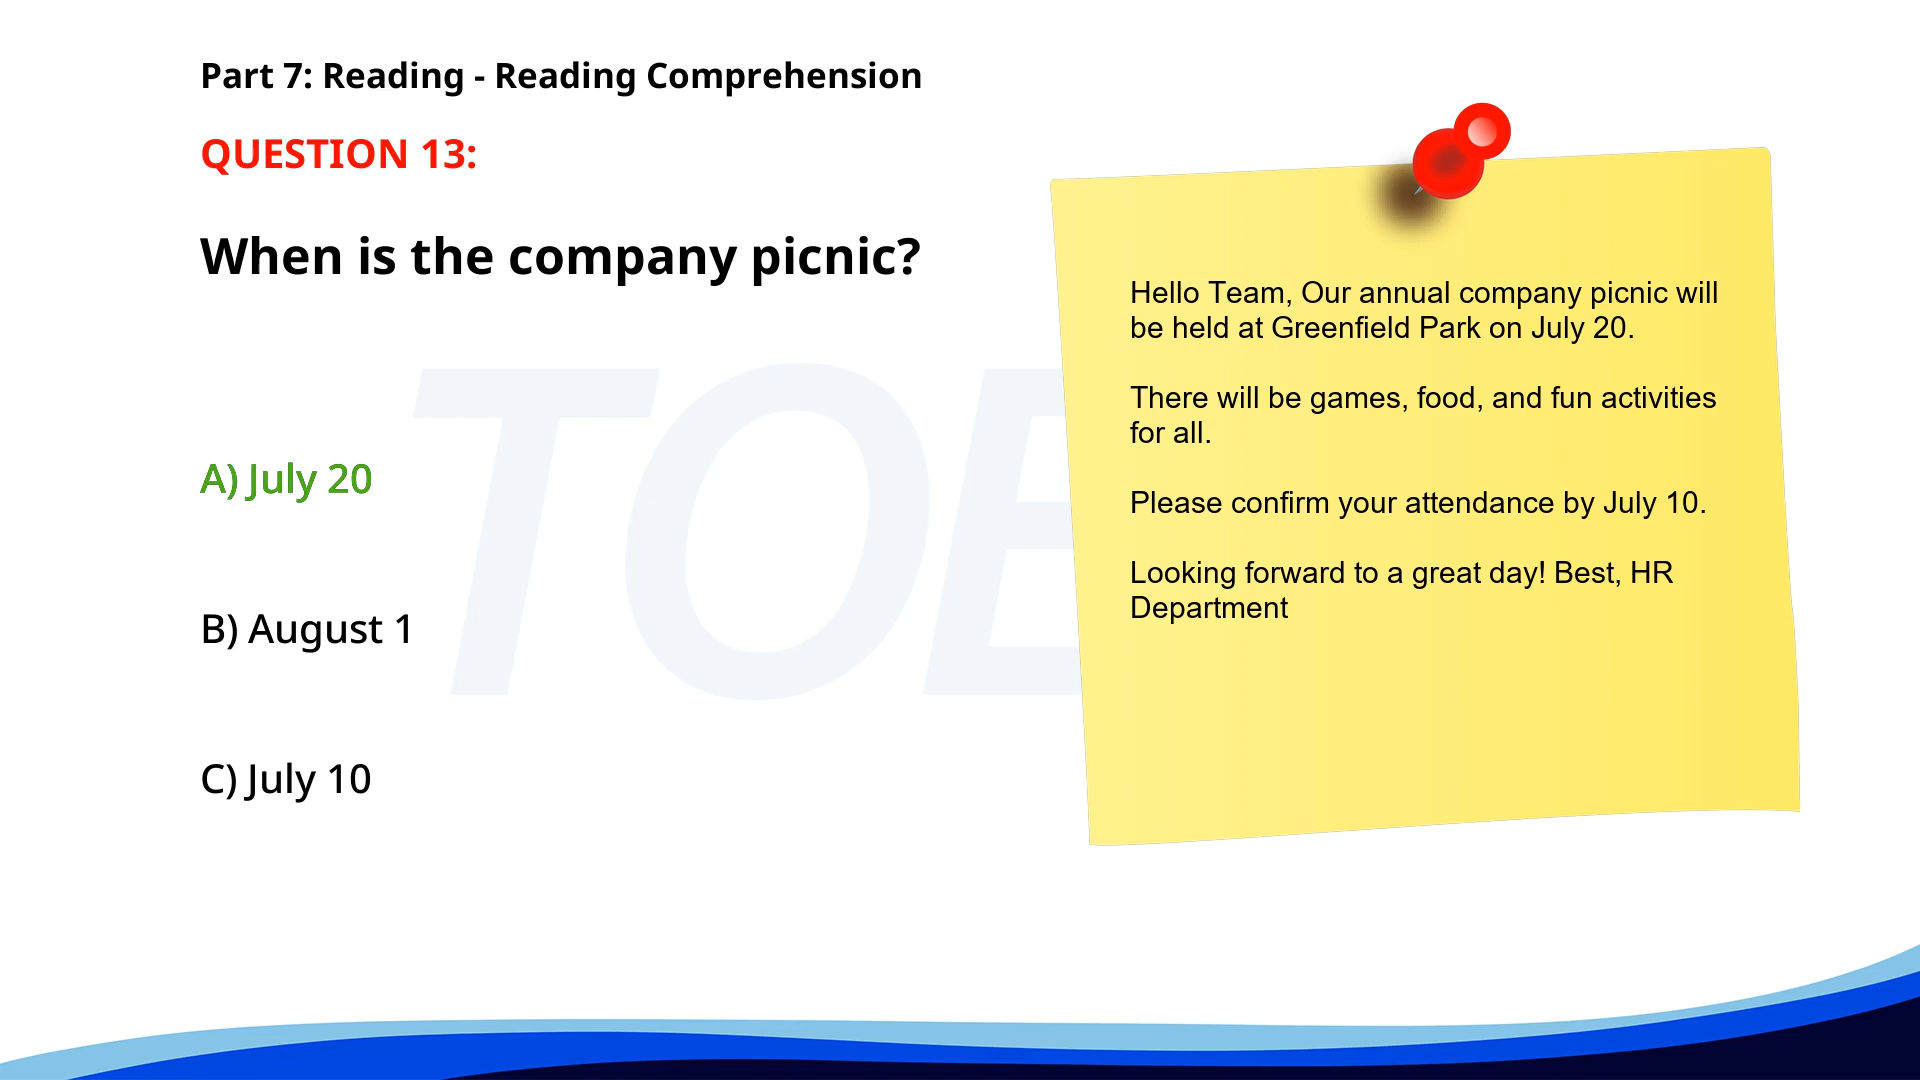 Part 7: Reading - Reading Comprehension
QUESTION 13:
When is the company picnic?
A) July 20
B) August 1
C) July 10
Hello Team, Our annual company picnic will
be held at Greenfield Park on July 20.
There will be games, food, and fun activities
for all.
Please confirm your attendance by July 10.
Looking forward to a great day! Best, HR
Department
TOE